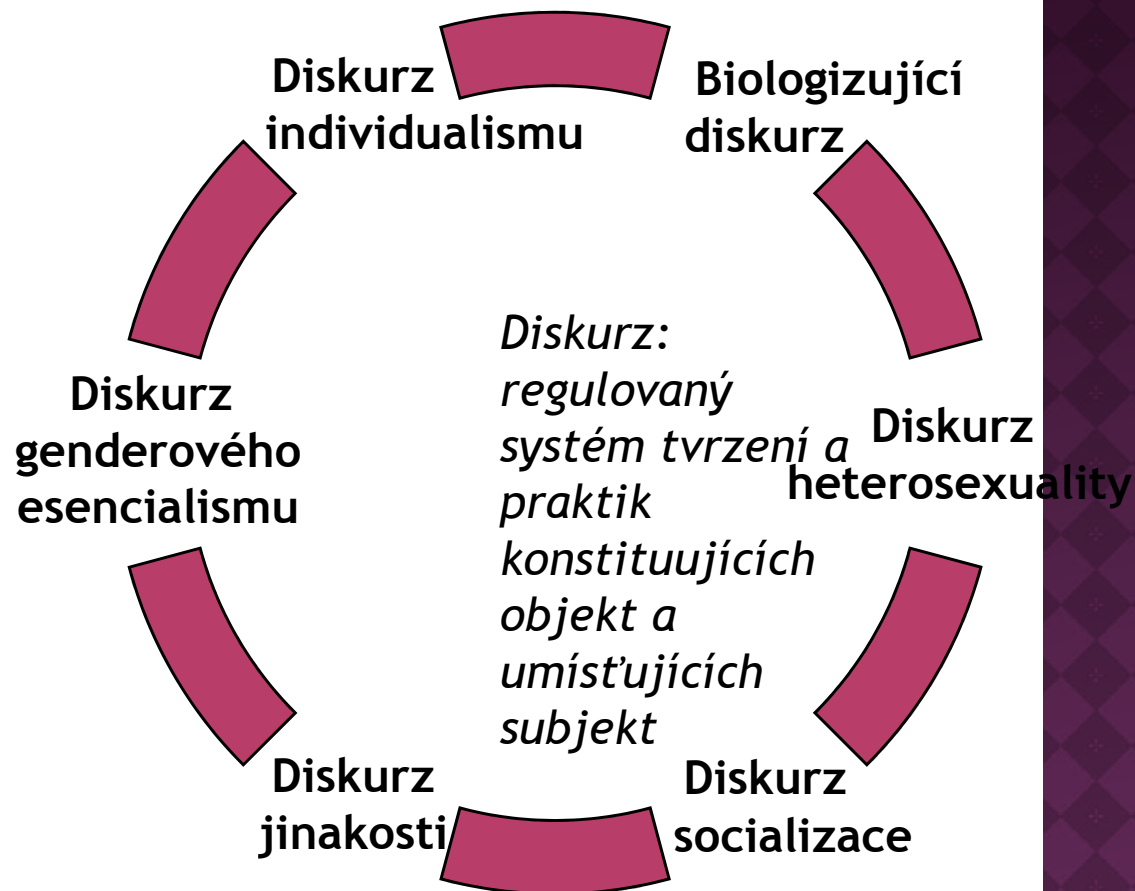 Diskurz
individualismu
Biologizující
diskurz
Diskurz
genderového
esencialismu
Diskurz:
regulovaný
systém tvrzení a
praktik
konstituujících
objekt a
umísťujících
subjekt
Diskurz
heterosexuality
Diskurz
jinakosti
Diskurz
socializace